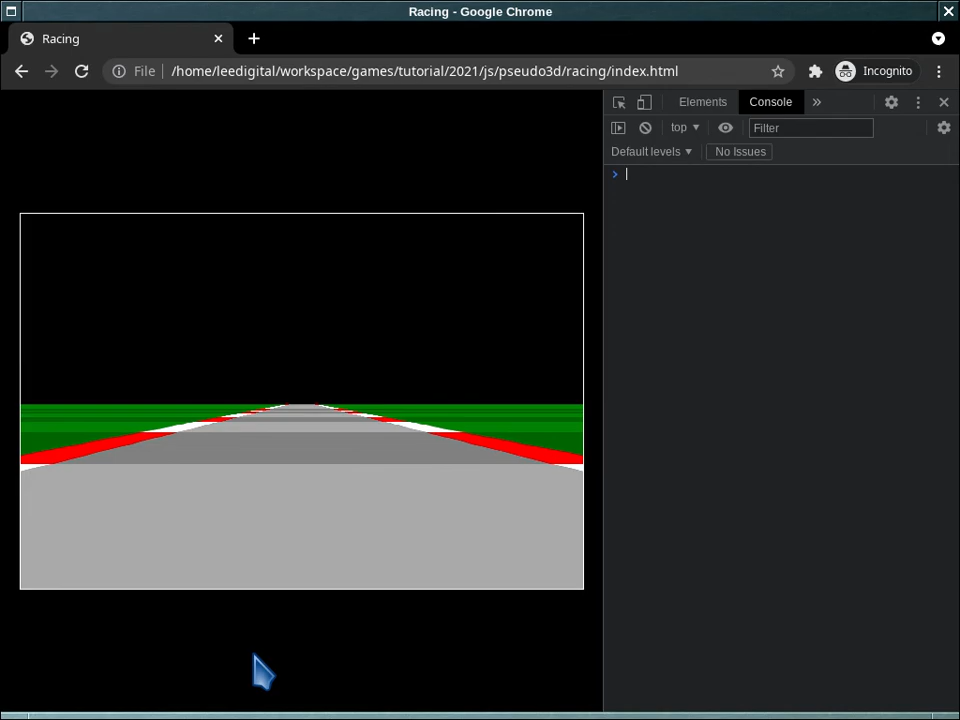 Racing - Google Chrome
Racing
File /home/leedigital/workspace/games/tutorial/2021/js/pseudo3d/racing/index.html Incognito
Elements Console »
top ▼ Filter
Default levels ▼ No Issues